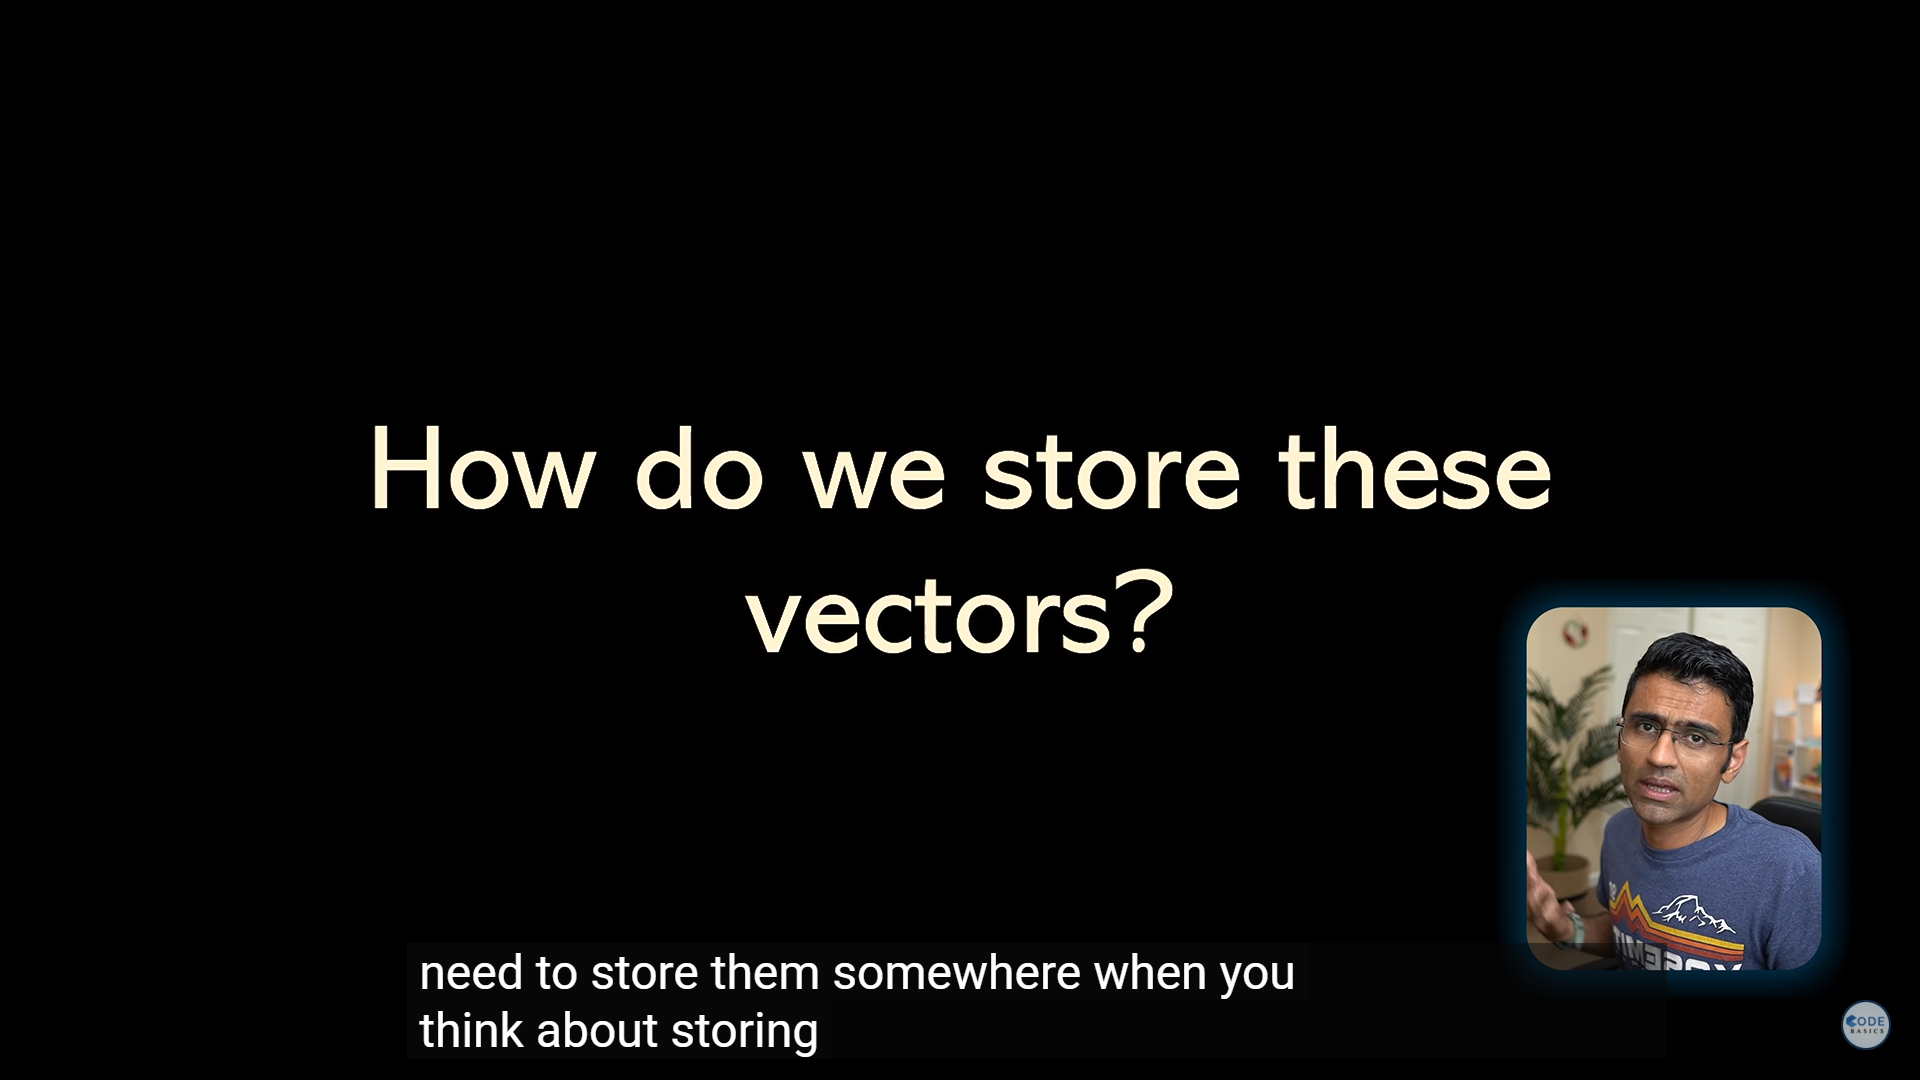 How do we store these
vectors?
need to store them somewhere when you
think about storing
CODE
BASICS